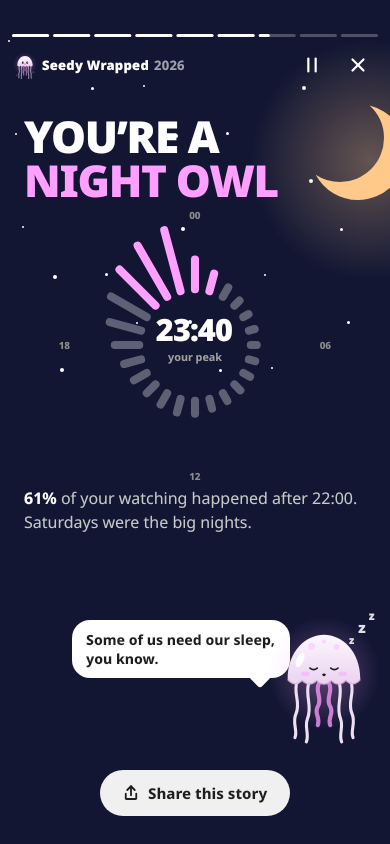 Seedy Wrapped 2026
YOU'RE A
NIGHT OWL
00
23:40
your peak
18
06
12
61% of your watching happened after 22:00.
Saturdays were the big nights.
z
z
z
Some of us need our sleep,
you know.
Share this story